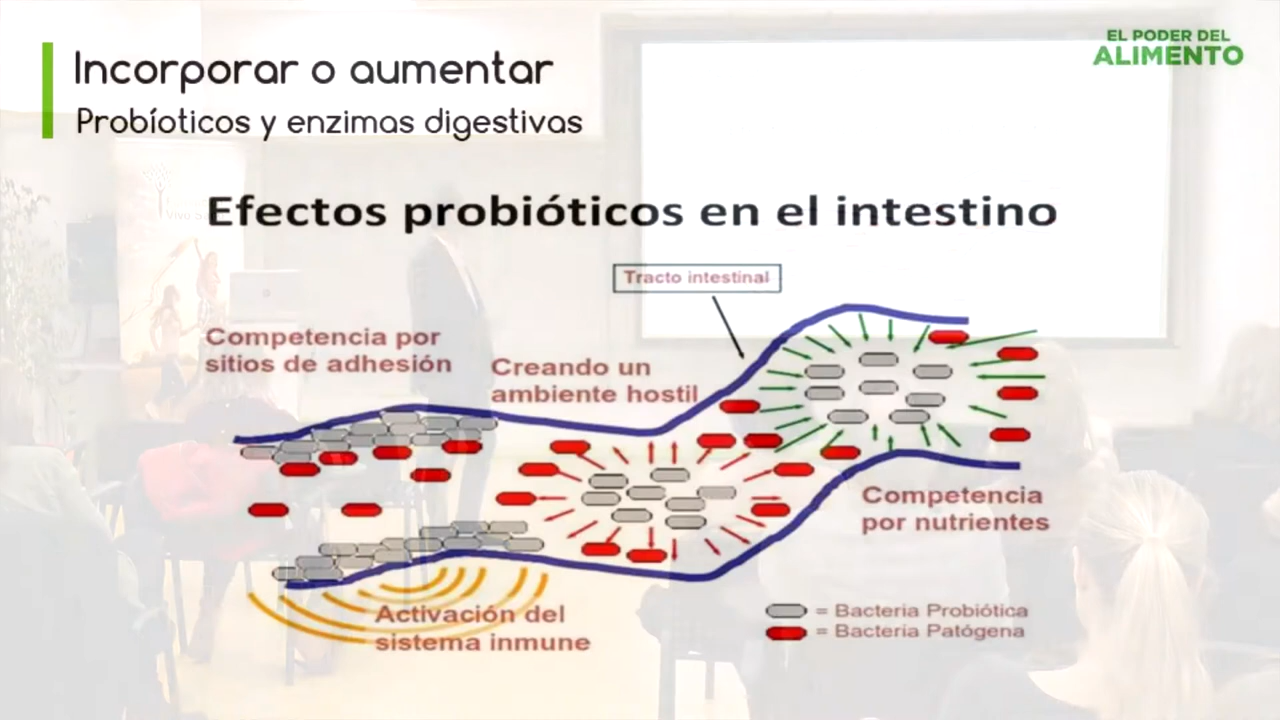 Incorporar o aumentar
Probíoticos y enzimas digestivas
EL PODER DEL
ALIMENTO
Efectos probióticos en el intestino
Tracto intestinal
Competencia por
sitios de adhesión
Creando un
ambiente hostil
Competencia
por nutrientes
Activación del
sistema inmune
= Bacteria Probiótica
= Bacteria Patógena